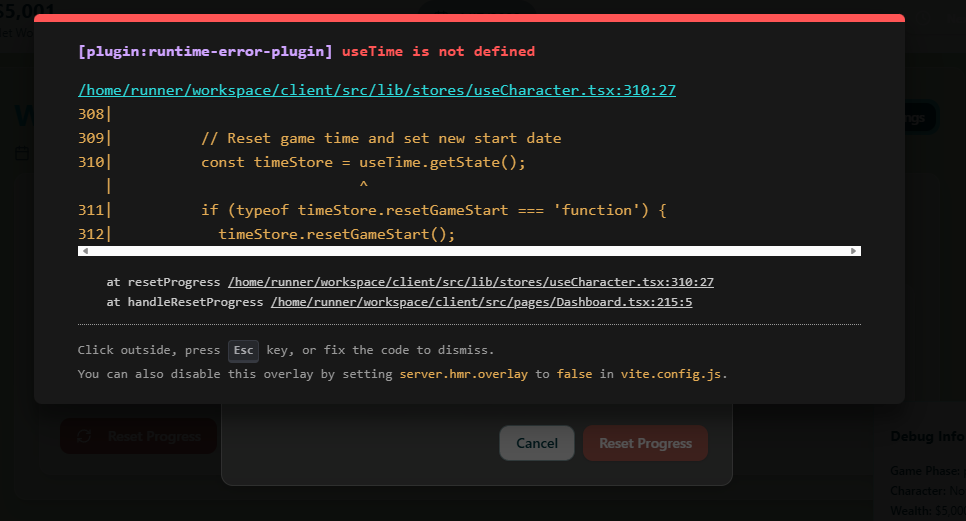 $5,001
[plugin:runtime-error-plugin] useTime is not defined
/home/runner/workspace/client/src/lib/stores/useCharacter.tsx:310:27
308|
309|          // Reset game time and set new start date
310|          const timeStore = useTime.getState();
   |                            ^
311|          if (typeof timeStore.resetGameStart === 'function') {
312|            timeStore.resetGameStart();
at resetProgress /home/runner/workspace/client/src/lib/stores/useCharacter.tsx:310:27
at handleResetProgress /home/runner/workspace/client/src/pages/Dashboard.tsx:215:5
Click outside, press Esc key, or fix the code to dismiss.
You can also disable this overlay by setting server.hmr.overlay to false in vite.config.js.
Reset Progress
Cancel
Reset Progress
Debug Info
Game Phase:
Character: No
Wealth: $5,00